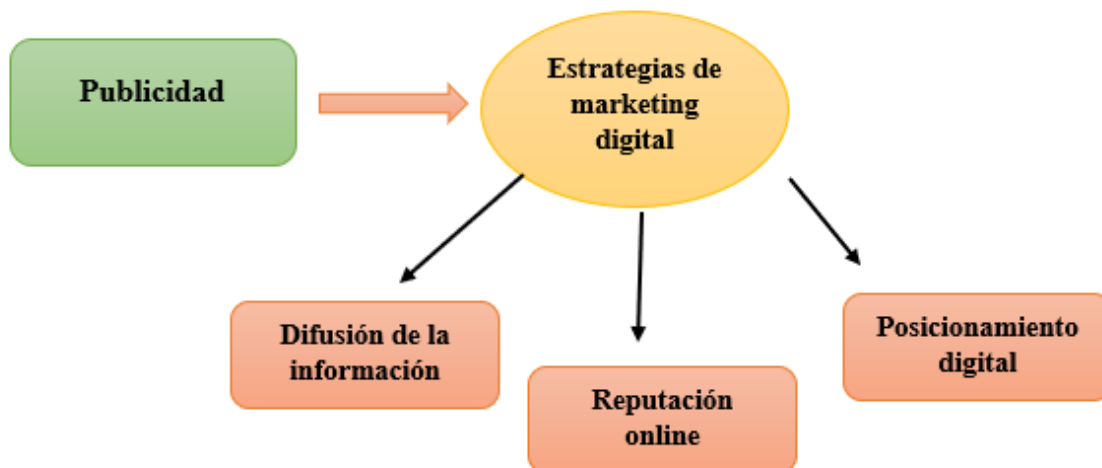 Publicidad
Estrategias de
marketing
digital
Difusión de la
información
Reputación
online
Posicionamiento
digital